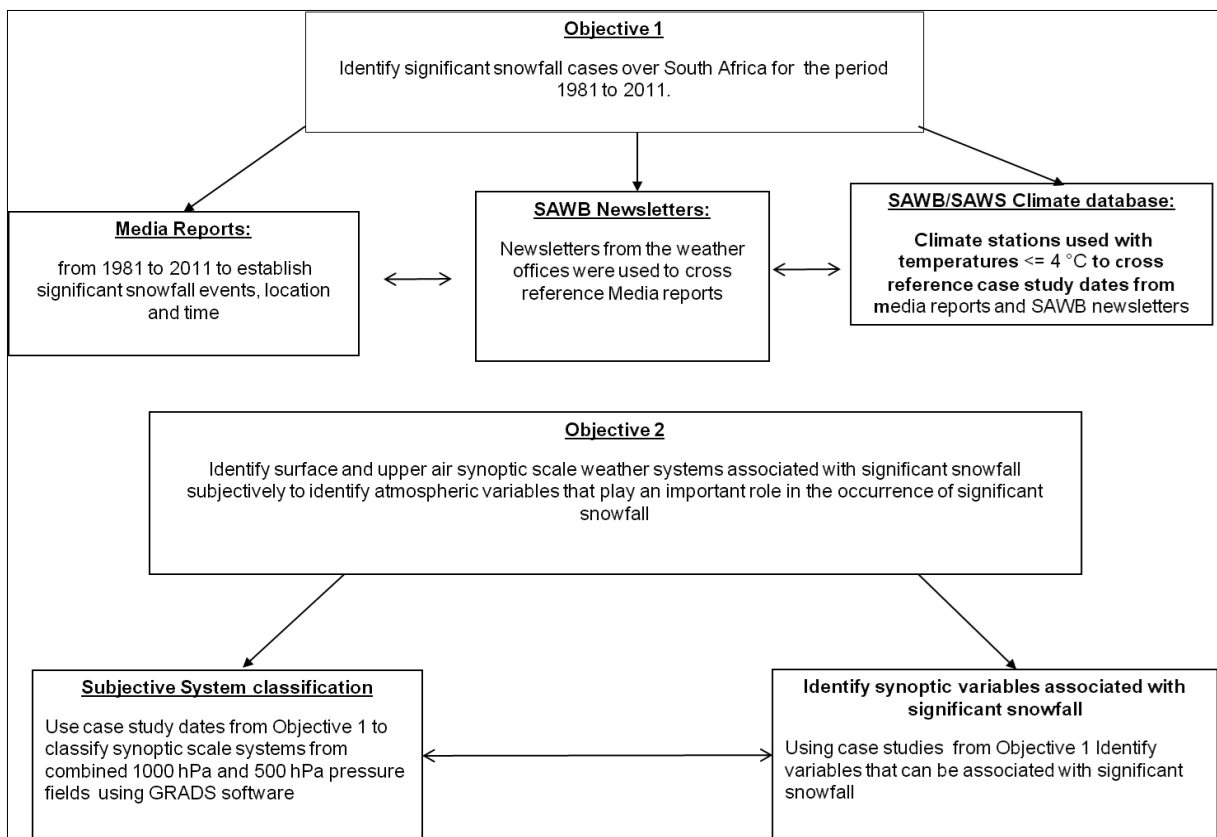 Objective 1
Identify significant snowfall cases over South Africa for the period
1981 to 2011.
Media Reports:
from 1981 to 2011 to establish
significant snowfall events, location
and time
SAWB Newsletters:
Newsletters from the weather
offices were used to cross
reference Media reports
SAWB/SAWS Climate database:
Climate stations used with
temperatures <= 4 °C to cross
reference case study dates from
media reports and SAWB newsletters
Objective 2
Identify surface and upper air synoptic scale weather systems associated with significant snowfall
subjectively to identify atmospheric variables that play an important role in the occurrence of significant
snowfall
Subjective System classification
Use case study dates from Objective 1 to
classify synoptic scale systems from
combined 1000 hPa and 500 hPa pressure
fields using GRADS software
Identify synoptic variables associated with
significant snowfall
Using case studies from Objective 1 Identify
variables that can be associated with significant
snowfall